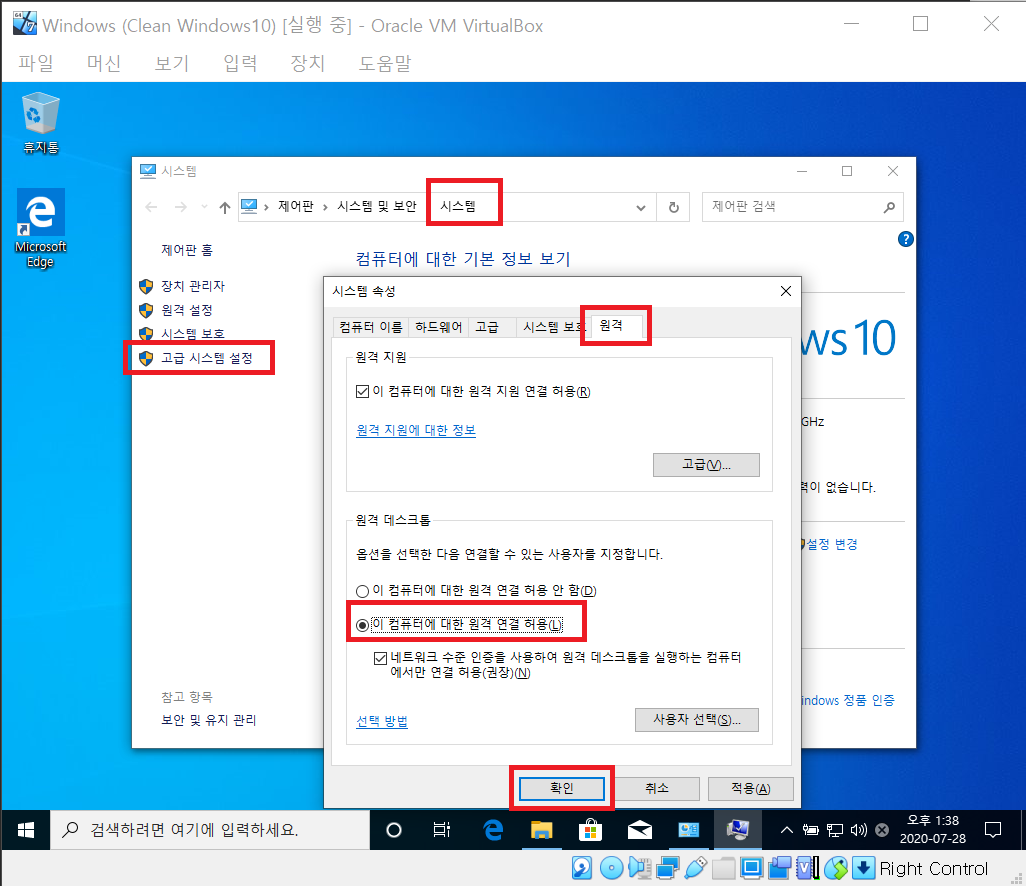 Windows (Clean Windows10) [실행 중] - Oracle VM VirtualBox
파일 머신 보기 입력 장치 도움말
휴지통
Microsoft
Edge
시스템
제어판 › 시스템 및 보안 시스템
제어판 검색
제어판 홈
장치 관리자
원격 설정
시스템 보호
고급 시스템 설정
컴퓨터에 대한 기본 정보 보기
ws 10
GHz
력이 없습니다.
설정 변경
indows 정품 인증
참고 항목
보안 및 유지 관리
시스템 속성
컴퓨터 이름 하드웨어 고급 시스템 보호 원격
원격 지원
이 컴퓨터에 대한 원격 지원 연결 허용(R)
원격 지원에 대한 정보
고급(V)...
원격 데스크톱
옵션을 선택한 다음 연결할 수 있는 사용자를 지정합니다.
이 컴퓨터에 대한 원격 연결 허용 안 함(D)
이 컴퓨터에 대한 원격 연결 허용(L)
네트워크 수준 인증을 사용하여 원격 데스크톱을 실행하는 컴퓨터
에서만 연결 허용(권장)(N)
선택 방법
사용자 선택(S)...
확인 취소 적용(A)
검색하려면 여기에 입력하세요.
오후 1:38
2020-07-28
Right Control